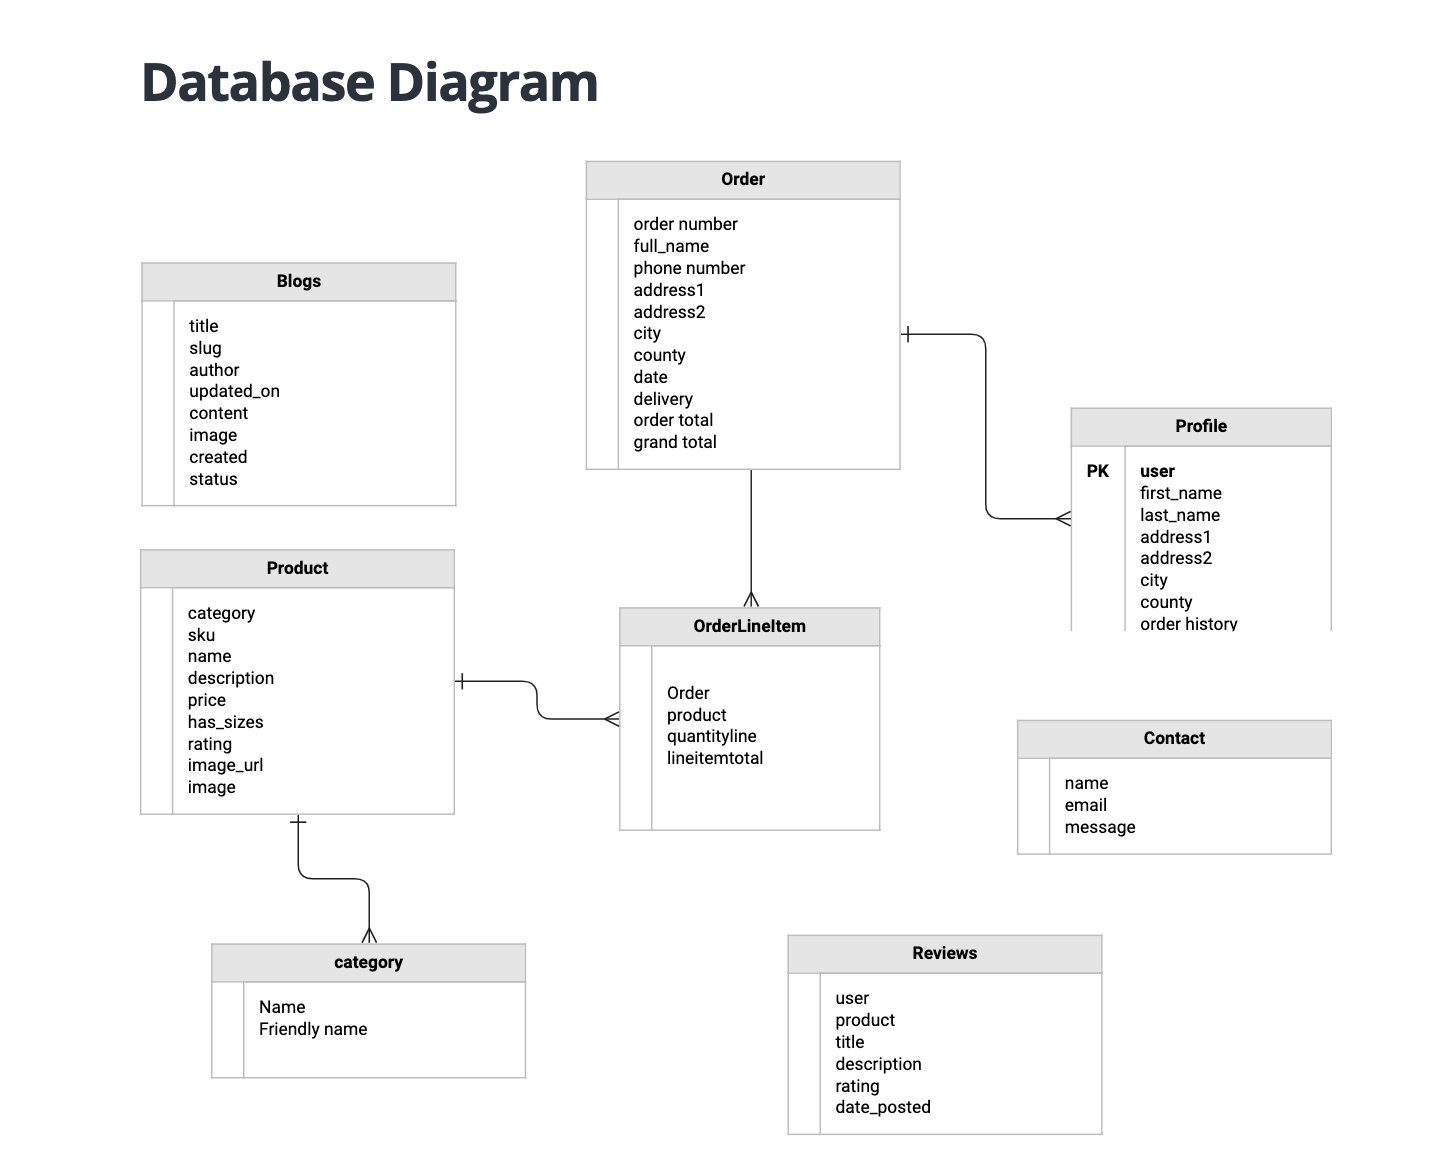 Database Diagram
Order
order number
full_name
phone number
address1
address2
city
county
date
delivery
order total
grand total
Blogs
title
slug
author
updated_on
content
image
created
status
Profile
PK user
first_name
last_name
address1
address2
city
county
order history
Product
category
sku
name
description
price
has_sizes
rating
image_url
image
OrderLineItem
Order
product
quantityline
lineitemtotal
Contact
name
email
message
category
Name
Friendly name
Reviews
user
product
title
description
rating
date_posted